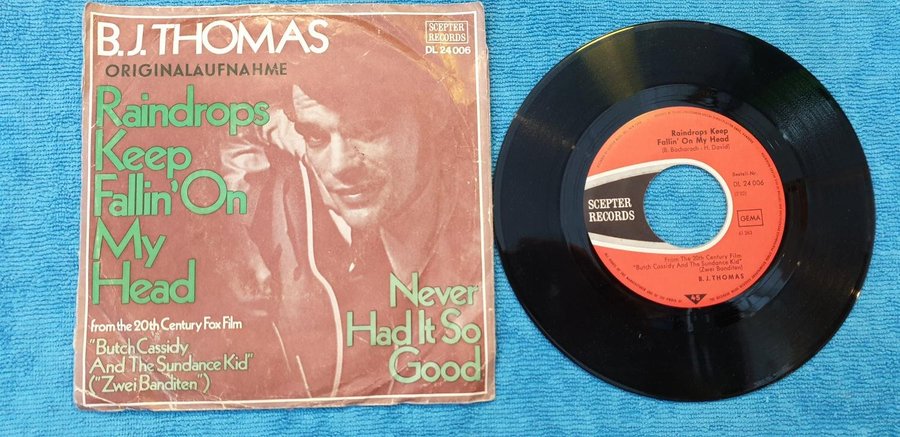 B.J. THOMAS
SCEPTER
RECORDS
DL 24 006
ORIGINALAUFNAHME
Raindrops
Keep
Fallin' On
My
Head
from the 20th Century Fox Film
"Butch Cassidy
And The Sundance Kid"
("Zwei Banditen")
Never
Had It So
Good
Raindrops Keep
Fallin' On My Head
(B. Bacharach - H. David)
Bestell-Nr.
DL 24 006
SCEPTER
RECORDS
GEMA
From The 20th Century Film
"Butch Cassidy And The Sundance Kid"
(Zwei Banditen)
B. J. THOMAS
45